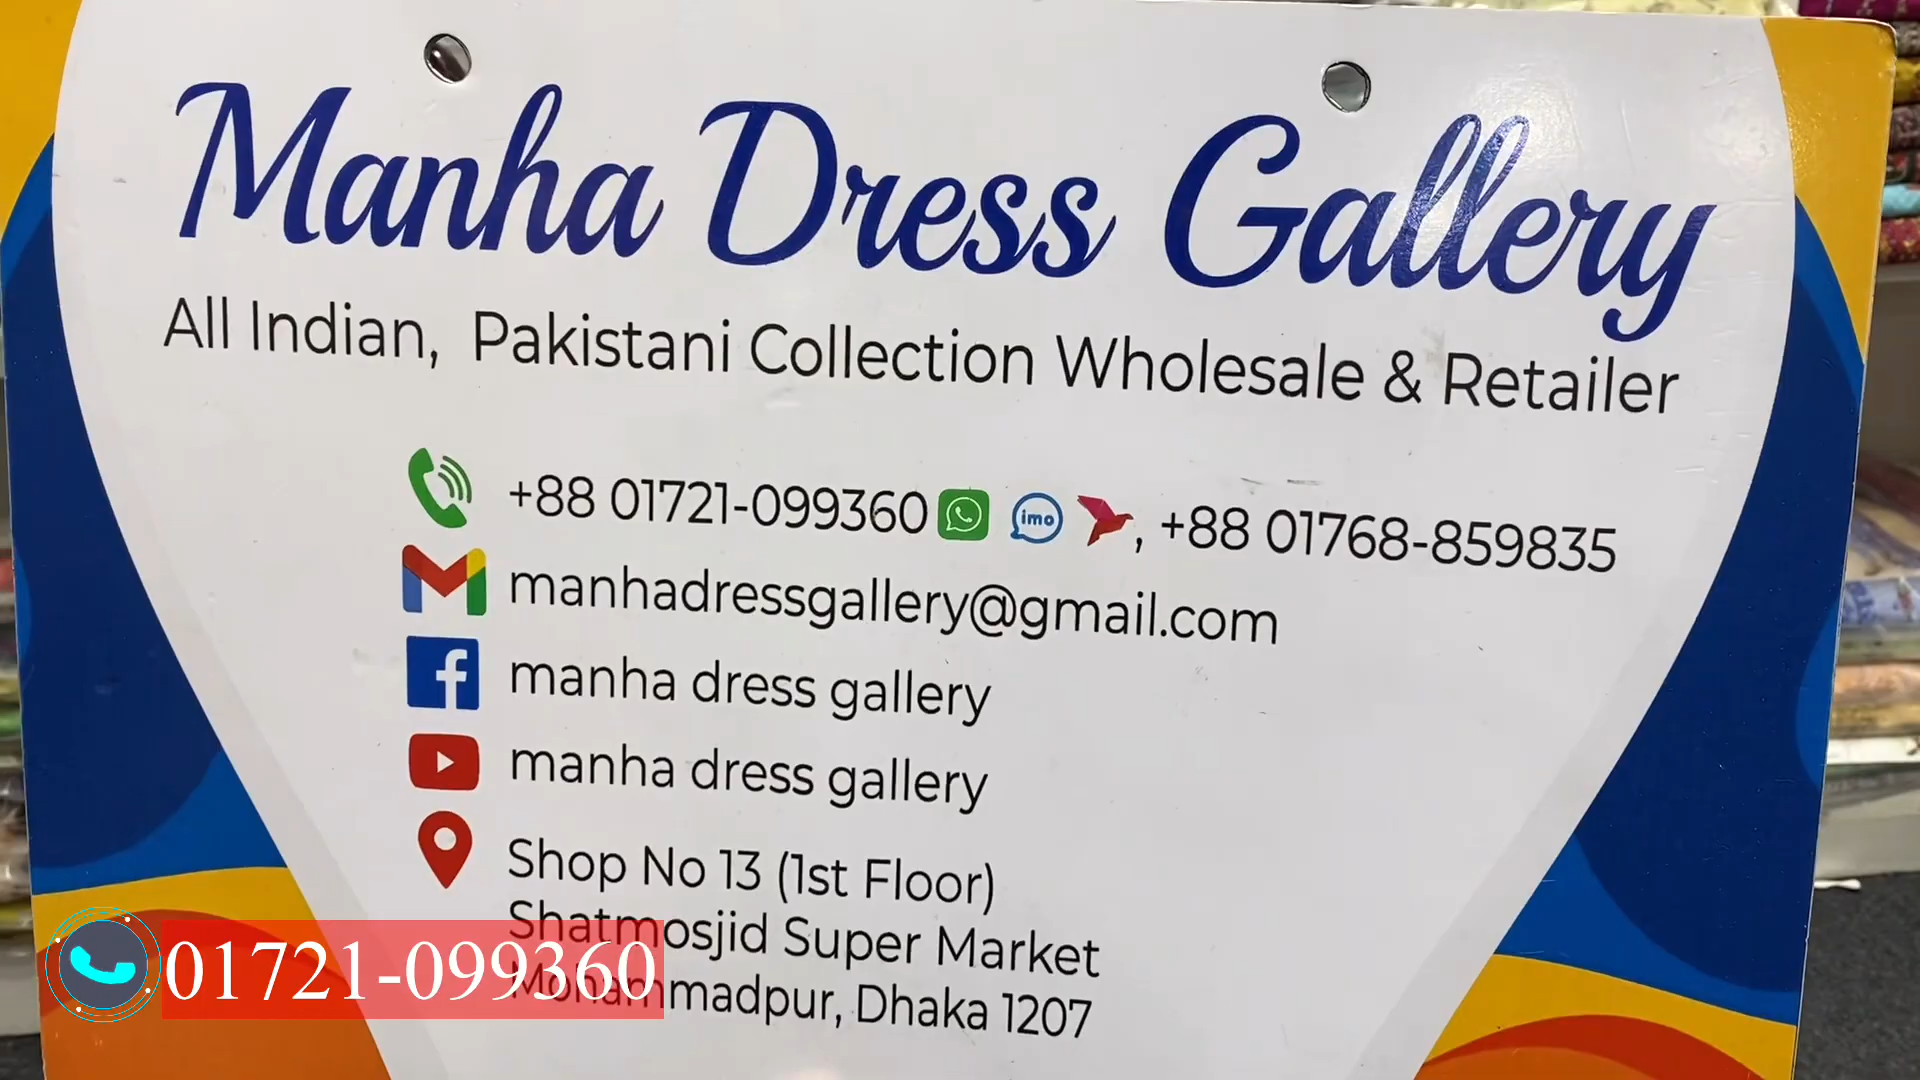 Manha Dress Gallery
All Indian, Pakistani Collection Wholesale & Retailer
+88 01721-099360 imo , +88 01768-859835
manhadressgallery@gmail.com
manha dress gallery
manha dress gallery
Shop No 13 (1st Floor)
Shatmosjid Super Market
Mohammadpur, Dhaka 1207
01721-099360